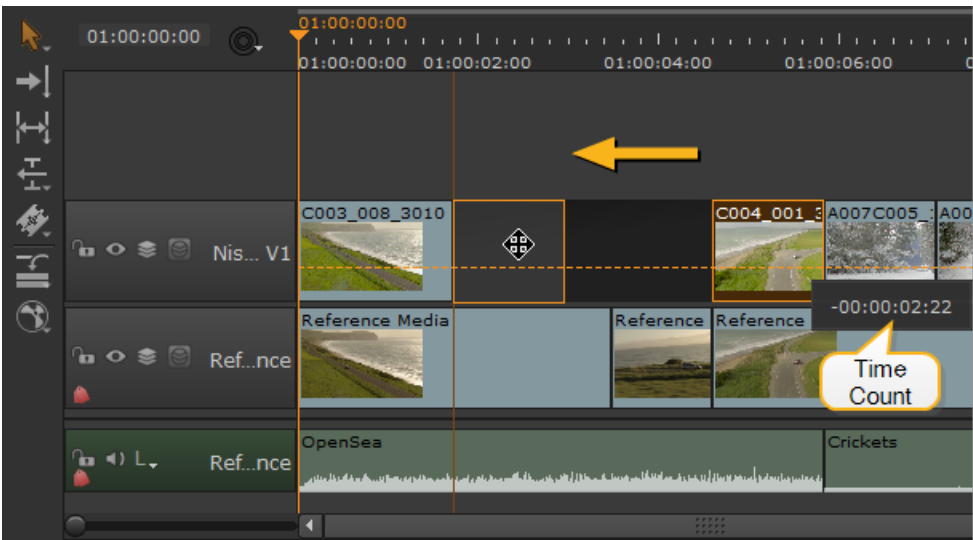 01:00:00:00
01:00:00:00
01:00:00:00 01:00:02:00 01:00:04:00 01:00:06:00
Nis... V1
C003_008_3010
C004_001_3
A007C005_1
A00
-00:00:02:22
Time
Count
Ref...nce
Reference Media
Reference
Reference
L
Ref...nce
OpenSea
Crickets